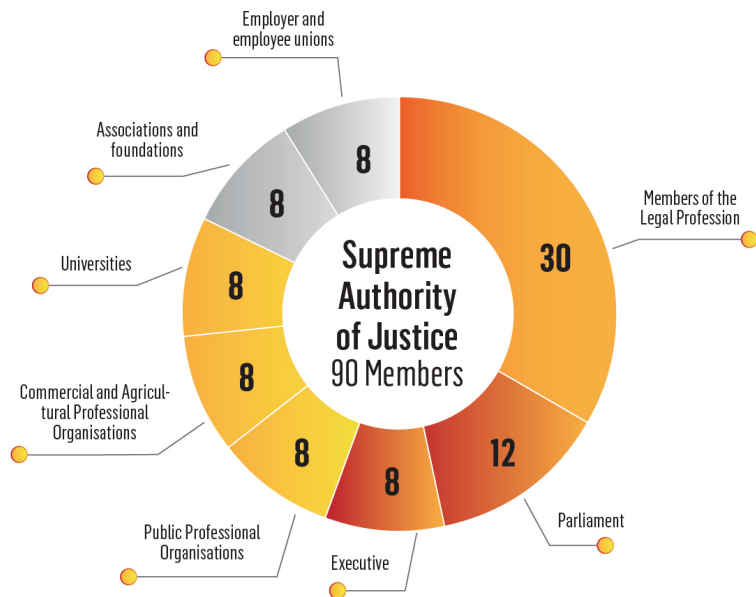 Employer and
employee unions
8
Associations and
foundations
8
Members of the
Legal Profession
30
Universities
8
Supreme
Authority
of Justice
90 Members
Commercial and Agricul-
tural Professional
Organisations
8
Public Professional
Organisations
8
Executive
8
Parliament
12